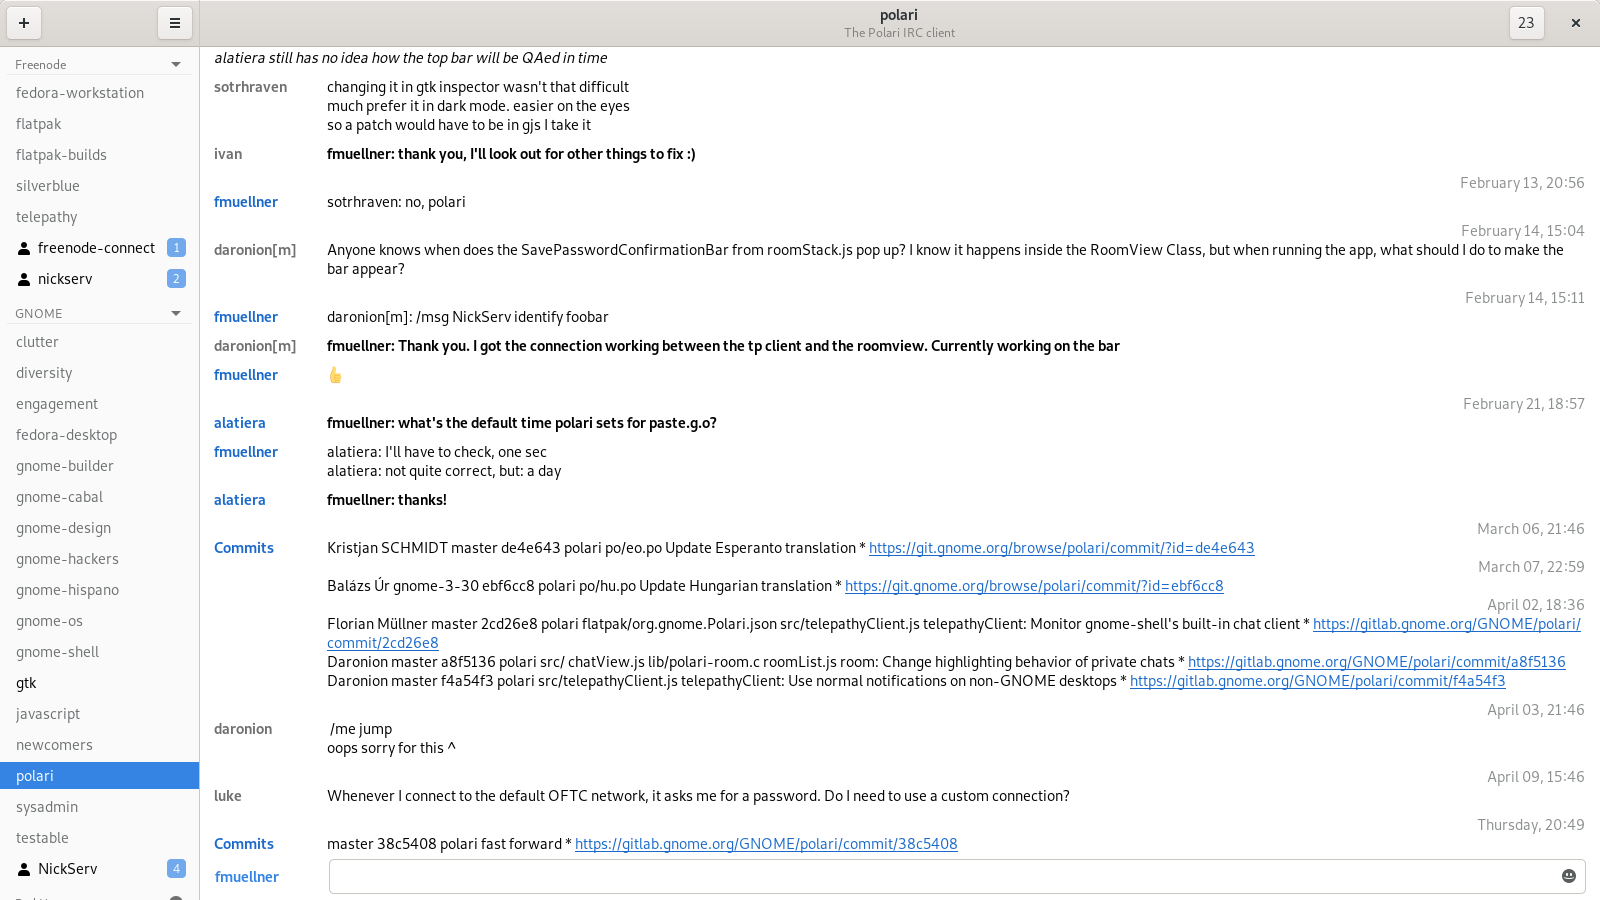 polari
The Polari IRC client
23
Freenode
fedora-workstation
flatpak
flatpak-builds
silverblue
telepathy
freenode-connect 1
nickserv 2
GNOME
clutter
diversity
engagement
fedora-desktop
gnome-builder
gnome-cabal
gnome-design
gnome-hackers
gnome-hispano
gnome-os
gnome-shell
gtk
javascript
newcomers
polari
sysadmin
testable
NickServ 4
alatiera still has no idea how the top bar will be QAed in time
sotrhraven changing it in gtk inspector wasn't that difficult
much prefer it in dark mode. easier on the eyes
so a patch would have to be in gjs I take it
ivan fmuellner: thank you, I'll look out for other things to fix :)
February 13, 20:56
fmuellner sotrhraven: no, polari
February 14, 15:04
daronion[m] Anyone knows when does the SavePasswordConfirmationBar from roomStack.js pop up? I know it happens inside the RoomView Class, but when running the app, what should I do to make the
bar appear?
February 14, 15:11
fmuellner daronion[m]: /msg NickServ identify foobar
daronion[m] fmuellner: Thank you. I got the connection working between the tp client and the roomview. Currently working on the bar
fmuellner 👍
February 21, 18:57
alatiera fmuellner: what's the default time polari sets for paste.g.o?
fmuellner alatiera: I'll have to check, one sec
alatiera: not quite correct, but: a day
alatiera fmuellner: thanks!
March 06, 21:46
Commits Kristjan SCHMIDT master de4e643 polari po/eo.po Update Esperanto translation * https://git.gnome.org/browse/polari/commit/?id=de4e643
March 07, 22:59
Balázs Úr gnome-3-30 ebf6cc8 polari po/hu.po Update Hungarian translation * https://git.gnome.org/browse/polari/commit/?id=ebf6cc8
April 02, 18:36
Florian Müllner master 2cd26e8 polari flatpak/org.gnome.Polari.json src/telepathyClient.js telepathyClient: Monitor gnome-shell's built-in chat client * https://gitlab.gnome.org/GNOME/polari/
commit/2cd26e8
Daronion master a8f5136 polari src/ chatView.js lib/polari-room.c roomList.js room: Change highlighting behavior of private chats * https://gitlab.gnome.org/GNOME/polari/commit/a8f5136
Daronion master f4a54f3 polari src/telepathyClient.js telepathyClient: Use normal notifications on non-GNOME desktops * https://gitlab.gnome.org/GNOME/polari/commit/f4a54f3
April 03, 21:46
daronion /me jump
oops sorry for this ^
April 09, 15:46
luke Whenever I connect to the default OFTC network, it asks me for a password. Do I need to use a custom connection?
Thursday, 20:49
Commits master 38c5408 polari fast forward * https://gitlab.gnome.org/GNOME/polari/commit/38c5408
fmuellner